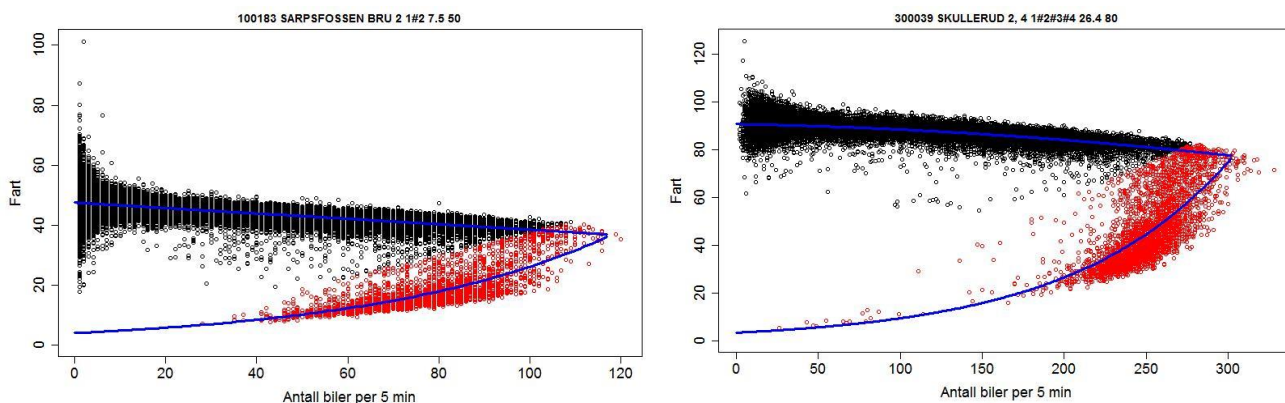 100183 SARPSFOSSEN BRU 2 1#2 7.5 50
Fart
100
80
60
40
20
0
0 20 40 60 80 100 120
Antall biler per 5 min
300039 SKULLERUD 2, 4 1#2#3#4 26.4 80
Fart
120
100
80
60
40
20
0
0 50 100 150 200 250 300
Antall biler per 5 min